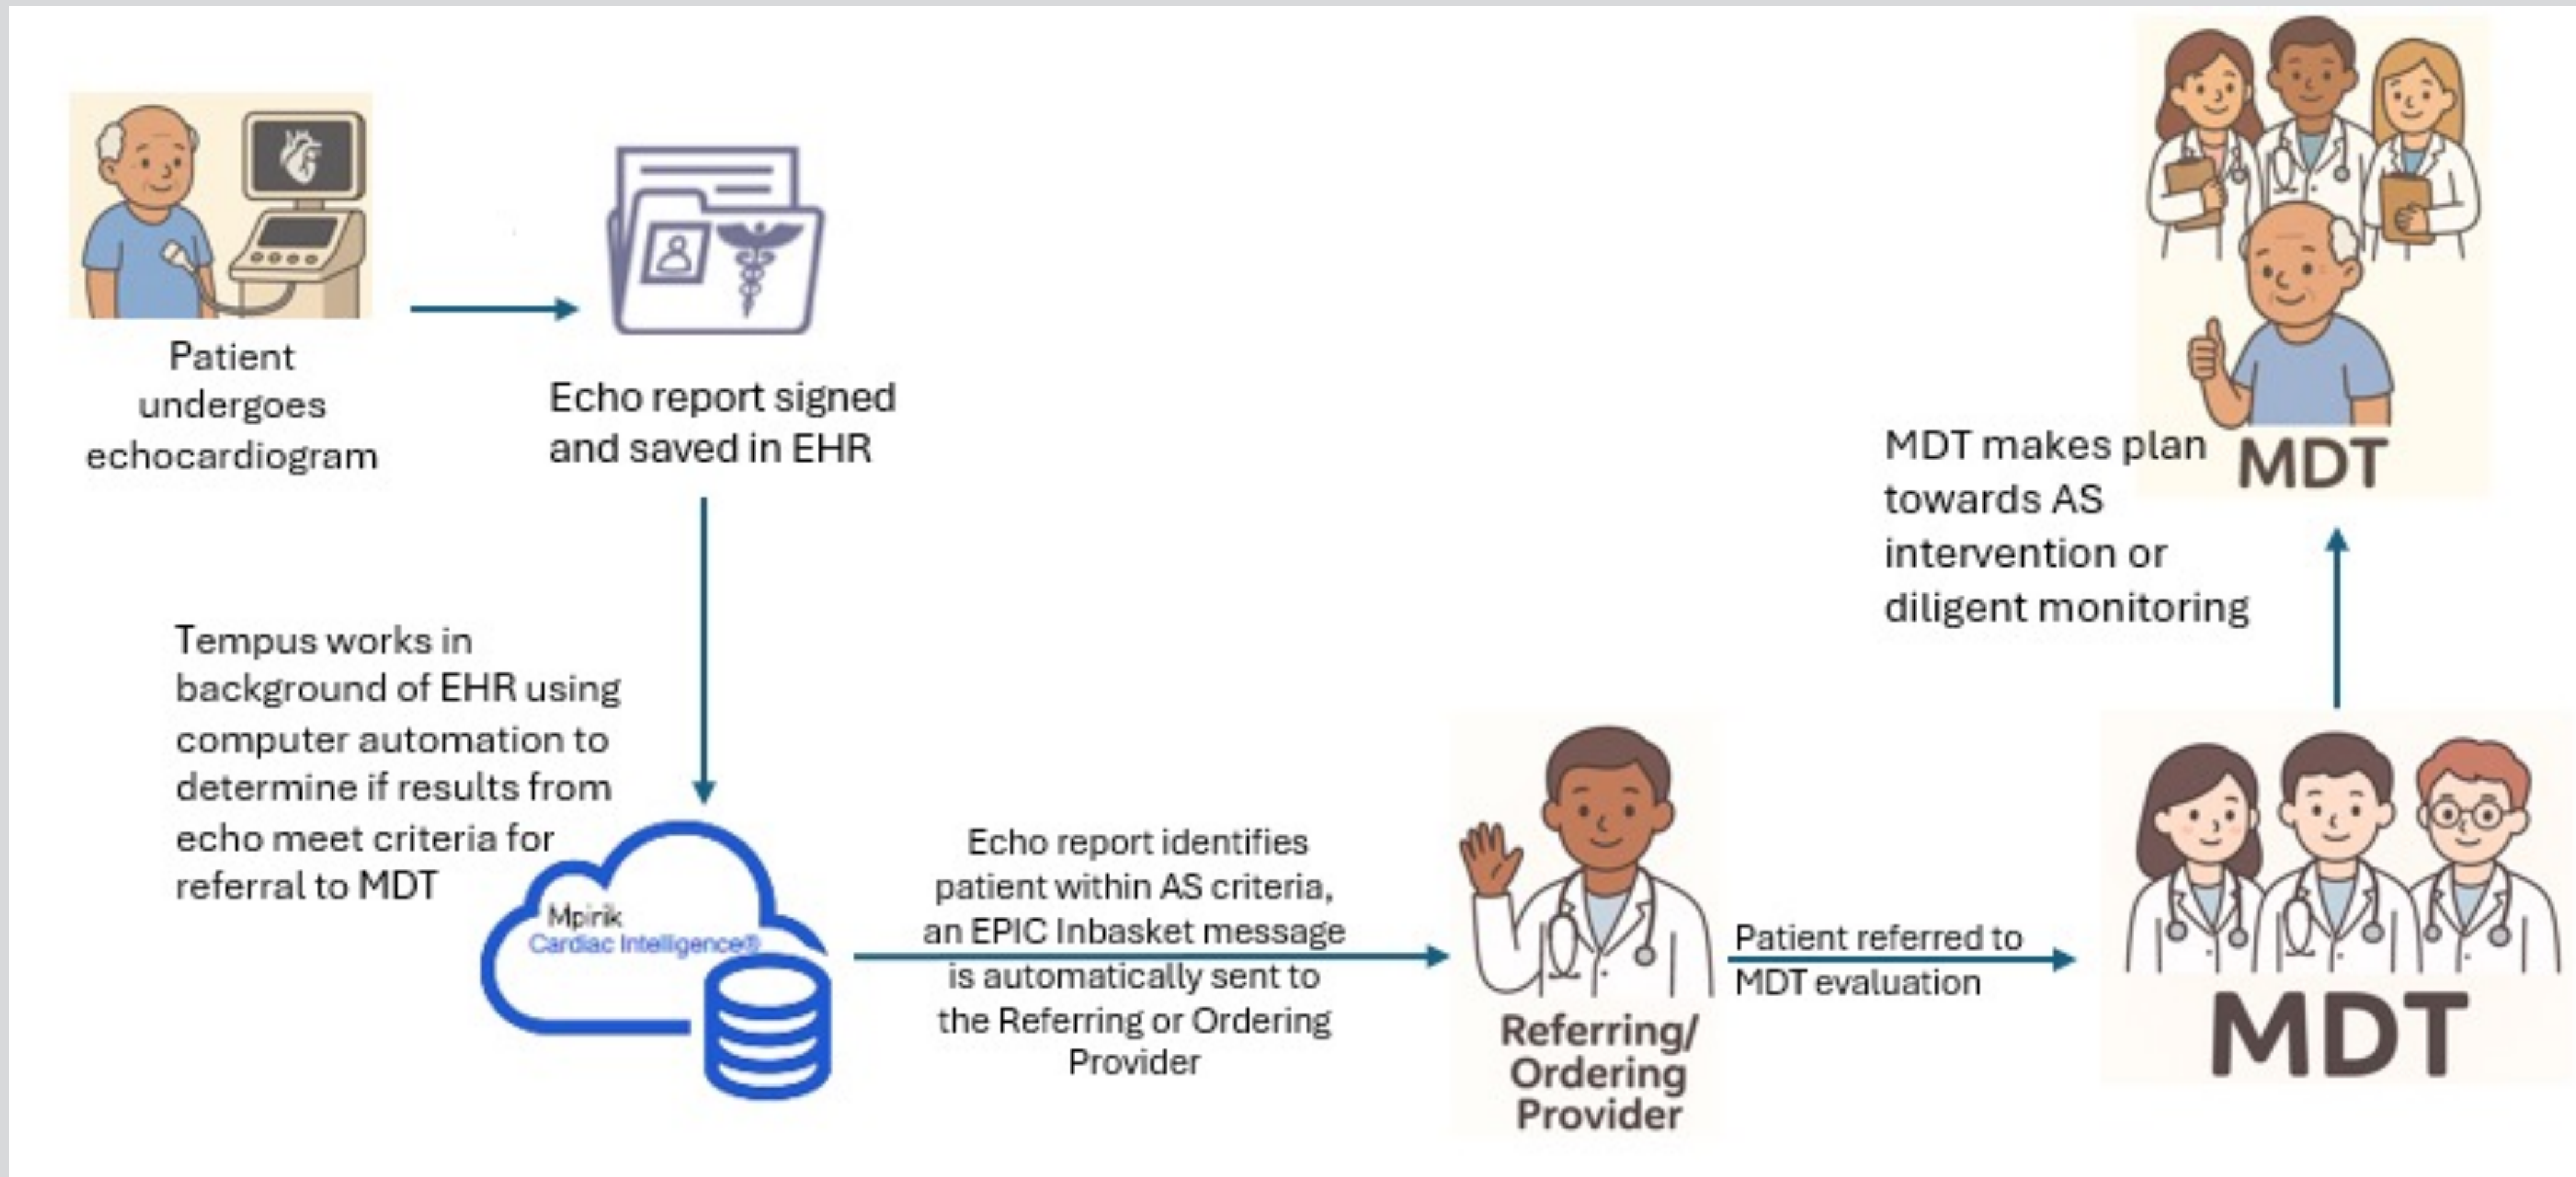 Patient
undergoes
echocardiogram
Echo report signed
and saved in EHR
Tempus works in
background of EHR using
computer automation to
determine if results from
echo meet criteria for
referral to MDT
Mpirik
Cardiac Intelligence®
Echo report identifies
patient within AS criteria,
an EPIC Inbasket message
is automatically sent to
the Referring or Ordering
Provider
Referring/
Ordering
Provider
Patient referred to
MDT evaluation
MDT
MDT makes plan
towards AS
intervention or
diligent monitoring
MDT